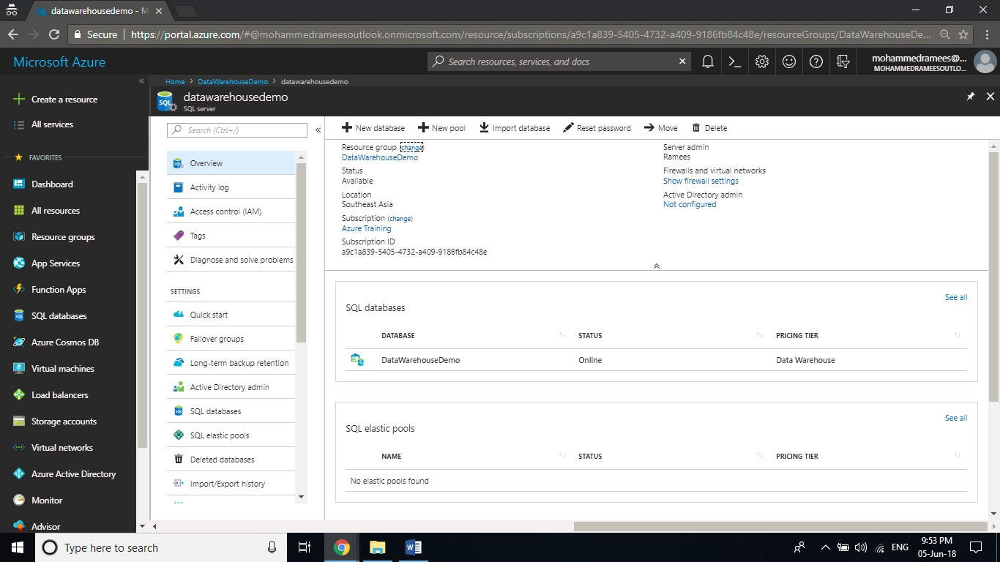 datawarehousedemo - M
Secure | https://portal.azure.com/#@mohammedrameesoutlook.onmicrosoft.com/resource/subscriptions/a9c1a839-5405-4732-a409-9186fb84c48e/resourceGroups/DataWarehouseDe...
Microsoft Azure
Search resources, services, and docs
mohammedramees@...
MOHAMMEDRAMEESOUTLO...
Home > DataWarehouseDemo > datawarehousedemo
datawarehousedemo
SQL server
Create a resource
All services
FAVORITES
Dashboard
All resources
Resource groups
App Services
Function Apps
SQL databases
Azure Cosmos DB
Virtual machines
Load balancers
Storage accounts
Virtual networks
Azure Active Directory
Monitor
Advisor
Search (Ctrl+/)
Overview
Activity log
Access control (IAM)
Tags
Diagnose and solve problems
SETTINGS
Quick start
Failover groups
Long-term backup retention
Active Directory admin
SQL databases
SQL elastic pools
Deleted databases
Import/Export history
New database
New pool
Import database
Reset password
Move
Delete
Resource group (change)
DataWarehouseDemo
Status
Available
Location
Southeast Asia
Subscription (change)
Azure Training
Subscription ID
a9c1a839-5405-4732-a409-9186fb84c48e
Server admin
Ramees
Firewalls and virtual networks
Show firewall settings
Active Directory admin
Not configured
See all
SQL databases
DATABASE STATUS PRICING TIER
DataWarehouseDemo Online Data Warehouse
See all
SQL elastic pools
NAME STATUS PRICING TIER
No elastic pools found
Type here to search
ENG
9:53 PM
05-Jun-18